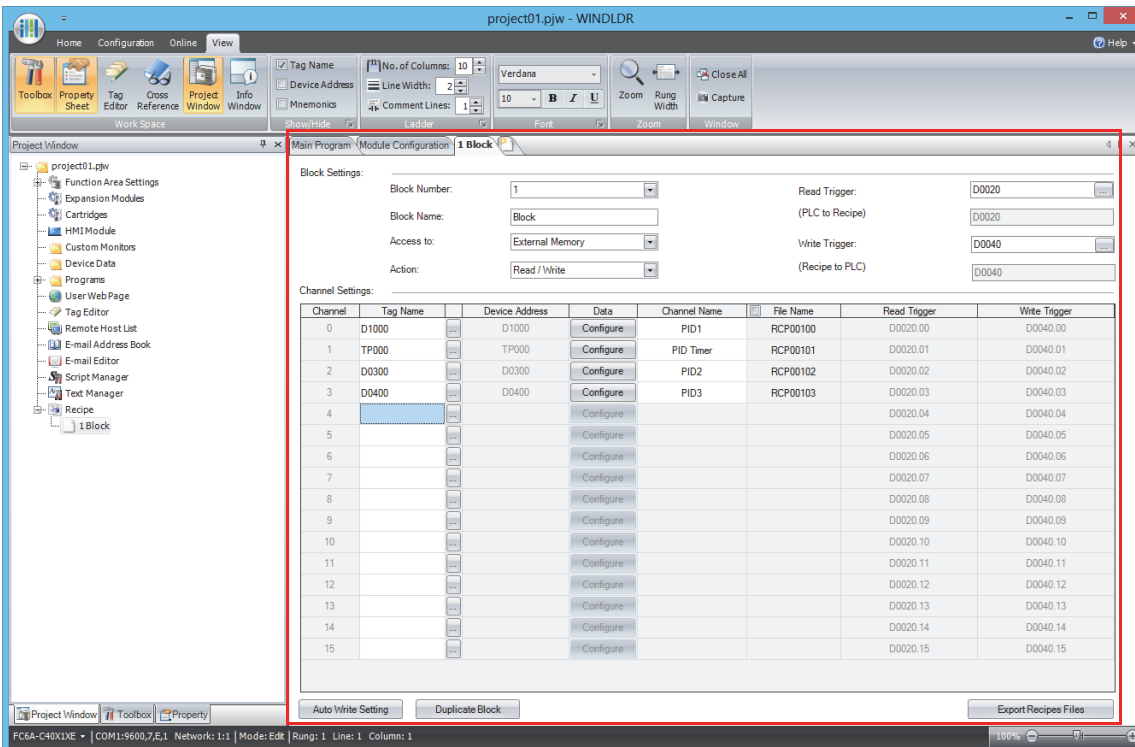 project01.pjw - WINDLDR
Home Configuration Online View Help
Toolbox Property Sheet Tag Editor Cross Reference Project Window Info Window
Work Space
Tag Name
Device Address
Mnemonics
Show/Hide
No. of Columns: 10
Line Width: 2
Comment Lines: 1
Ladder
Verdana
10 B I U
Font
Zoom Rung Width
Zoom
Close All
Capture
Window
Project Window
project01.pjw
Function Area Settings
Expansion Modules
Cartridges
HMI Module
Custom Monitors
Device Data
Programs
User Web Page
Tag Editor
Remote Host List
E-mail Address Book
E-mail Editor
Script Manager
Text Manager
Recipe
1 Block
Project Window Toolbox Property
Main Program Module Configuration 1 Block
Block Settings:
Block Number: 1 Read Trigger: D0020 ...
Block Name: Block (PLC to Recipe) D0020
Access to: External Memory Write Trigger: D0040 ...
Action: Read / Write (Recipe to PLC) D0040
Channel Settings:
Channel Tag Name Device Address Data Channel Name File Name Read Trigger Write Trigger
0 D1000 ... D1000 Configure PID1 RCP00100 D0020.00 D0040.00
1 TP000 ... TP000 Configure PID Timer RCP00101 D0020.01 D0040.01
2 D0300 ... D0300 Configure PID2 RCP00102 D0020.02 D0040.02
3 D0400 ... D0400 Configure PID3 RCP00103 D0020.03 D0040.03
4 ... Configure D0020.04 D0040.04
5 ... Configure D0020.05 D0040.05
6 ... Configure D0020.06 D0040.06
7 ... Configure D0020.07 D0040.07
8 ... Configure D0020.08 D0040.08
9 ... Configure D0020.09 D0040.09
10 ... Configure D0020.10 D0040.10
11 ... Configure D0020.11 D0040.11
12 ... Configure D0020.12 D0040.12
13 ... Configure D0020.13 D0040.13
14 ... Configure D0020.14 D0040.14
15 ... Configure D0020.15 D0040.15
Auto Write Setting Duplicate Block Export Recipes Files
FC6A-C40X1XE COM1:9600,7,E,1 Network: 1:1 Mode: Edit Rung: 1 Line: 1 Column: 1 100%